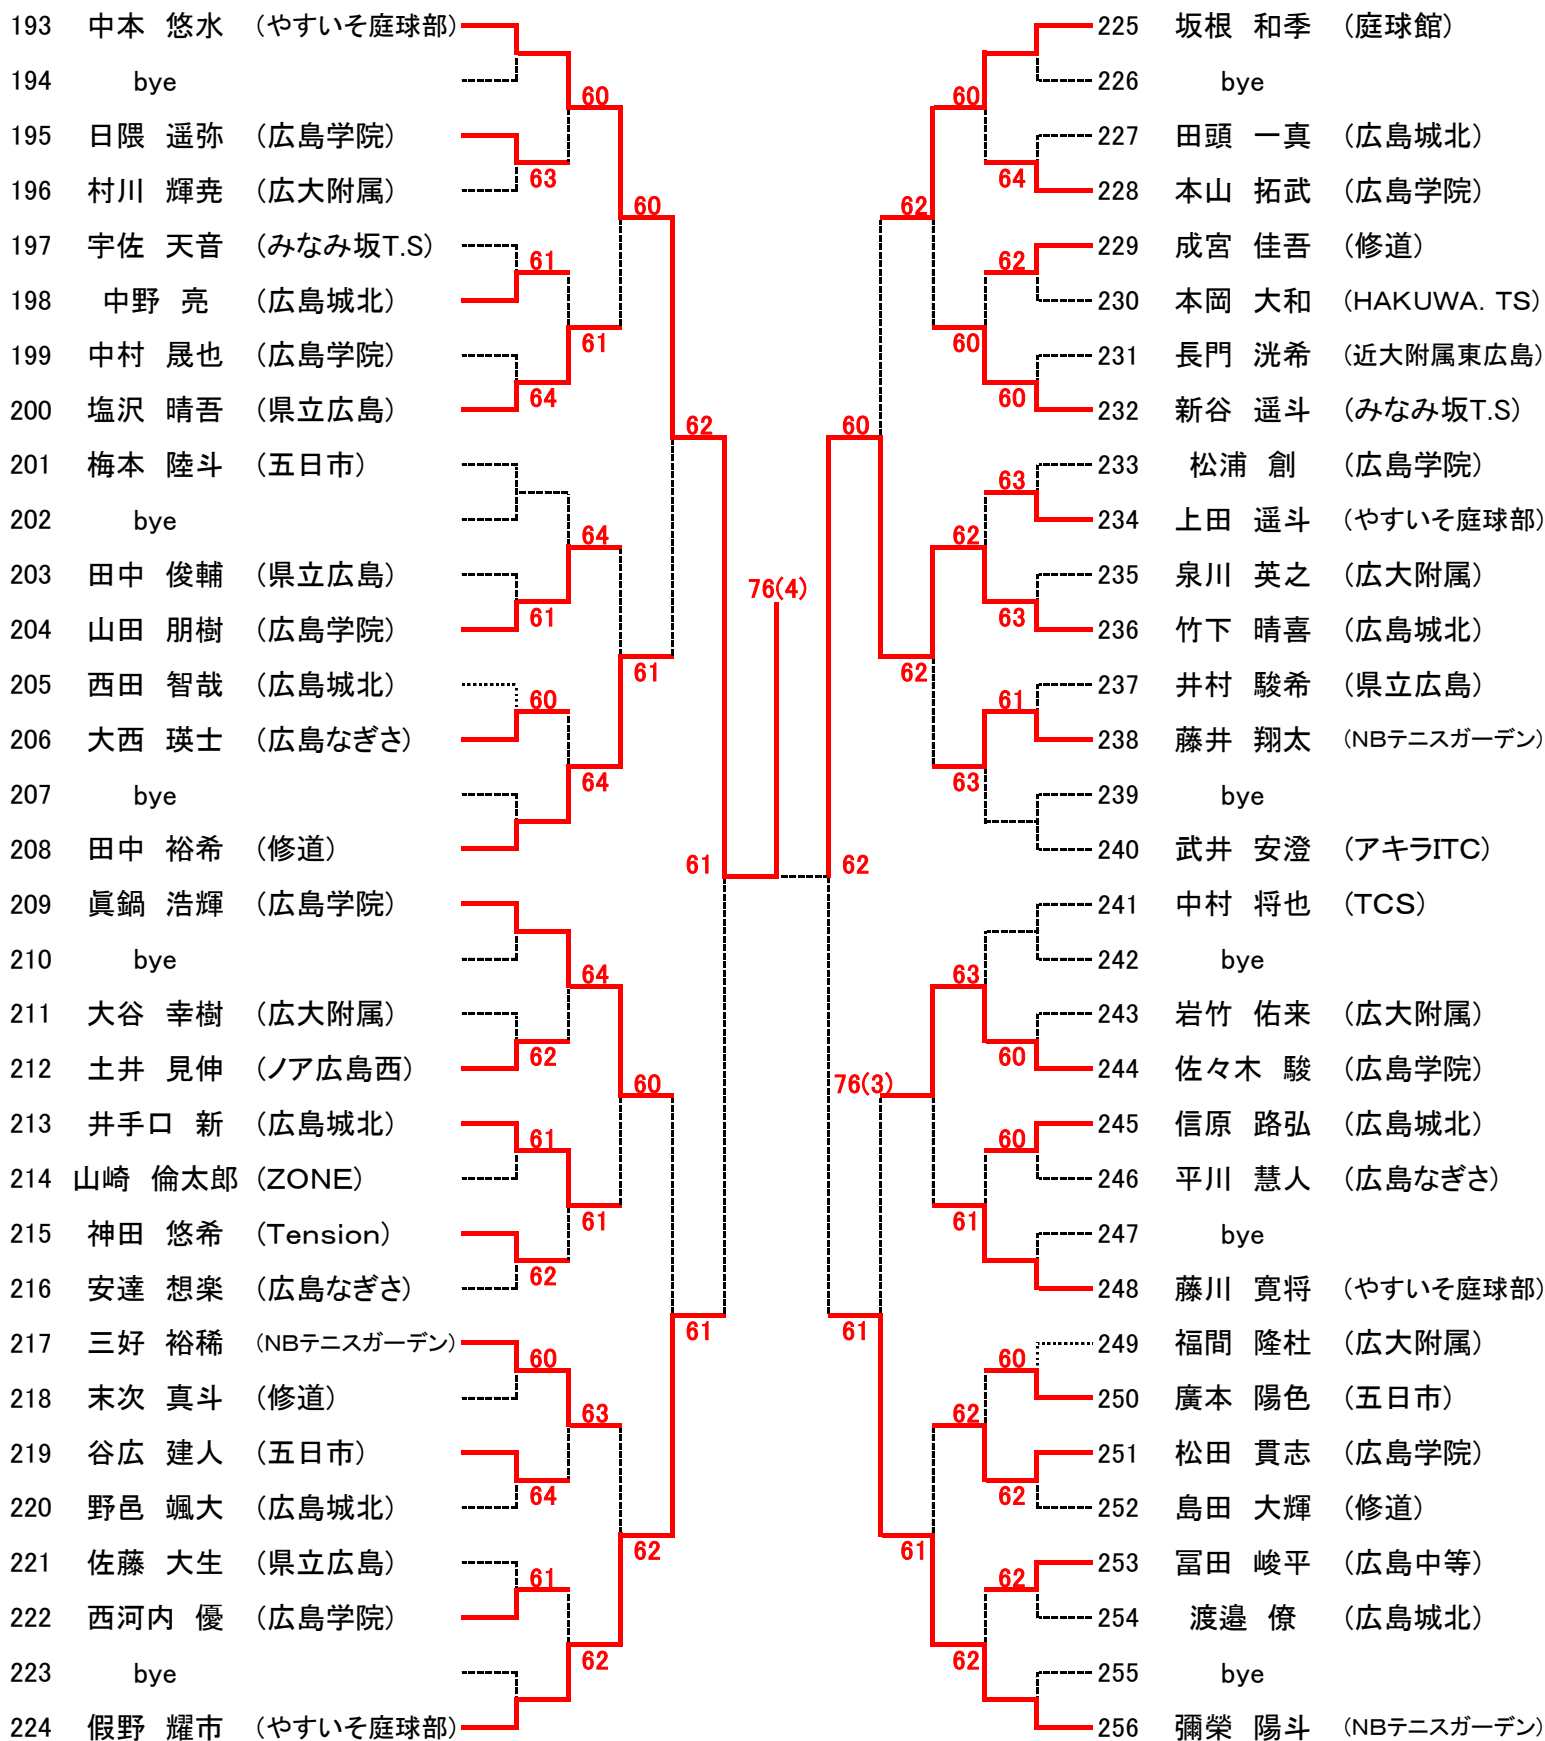 193 中本 悠水 (やすいそ庭球部)
194 bye
60
195 日隈 遥弥 (広島学院)
63
196 村川 輝尭 (広大附属)
60
197 宇佐 天音 (みなみ坂T.S)
61
198 中野 亮 (広島城北)
61
199 中村 晟也 (広島学院)
64
200 塩沢 晴吾 (県立広島)
62
201 梅本 陸斗 (五日市)
202 bye
64
203 田中 俊輔 (県立広島)
61
204 山田 朋樹 (広島学院)
61
205 西田 智哉 (広島城北)
60
206 大西 瑛士 (広島なぎさ)
64
207 bye
208 田中 裕希 (修道)
61
209 眞鍋 浩輝 (広島学院)
210 bye
64
211 大谷 幸樹 (広大附属)
62
212 土井 見伸 (ノア広島西)
60
213 井手口 新 (広島城北)
61
214 山崎 倫太郎 (ZONE)
61
215 神田 悠希 (Tension)
62
216 安達 想楽 (広島なぎさ)
61
217 三好 裕稀 (NBテニスガーデン)
60
218 末次 真斗 (修道)
63
219 谷広 建人 (五日市)
64
220 野邑 颯大 (広島城北)
62
221 佐藤 大生 (県立広島)
61
222 西河内 優 (広島学院)
62
223 bye
224 假野 耀市 (やすいそ庭球部)
76(4)
225 坂根 和季 (庭球館)
226 bye
60
227 田頭 一真 (広島城北)
64
228 本山 拓武 (広島学院)
62
229 成宮 佳吾 (修道)
62
230 本岡 大和 (HAKUWA. TS)
60
231 長門 洸希 (近大附属東広島)
60
232 新谷 遥斗 (みなみ坂T.S)
60
233 松浦 創 (広島学院)
63
234 上田 遥斗 (やすいそ庭球部)
62
235 泉川 英之 (広大附属)
63
236 竹下 晴喜 (広島城北)
62
237 井村 駿希 (県立広島)
61
238 藤井 翔太 (NBテニスガーデン)
63
239 bye
240 武井 安澄 (アキラITC)
62
241 中村 将也 (TCS)
242 bye
63
243 岩竹 佑来 (広大附属)
60
244 佐々木 駿 (広島学院)
76(3)
245 信原 路弘 (広島城北)
60
246 平川 慧人 (広島なぎさ)
61
247 bye
248 藤川 寛将 (やすいそ庭球部)
61
249 福間 隆杜 (広大附属)
60
250 廣本 陽色 (五日市)
62
251 松田 貫志 (広島学院)
62
252 島田 大輝 (修道)
61
253 冨田 峻平 (広島中等)
62
254 渡邉 僚 (広島城北)
62
255 bye
256 彌榮 陽斗 (NBテニスガーデン)